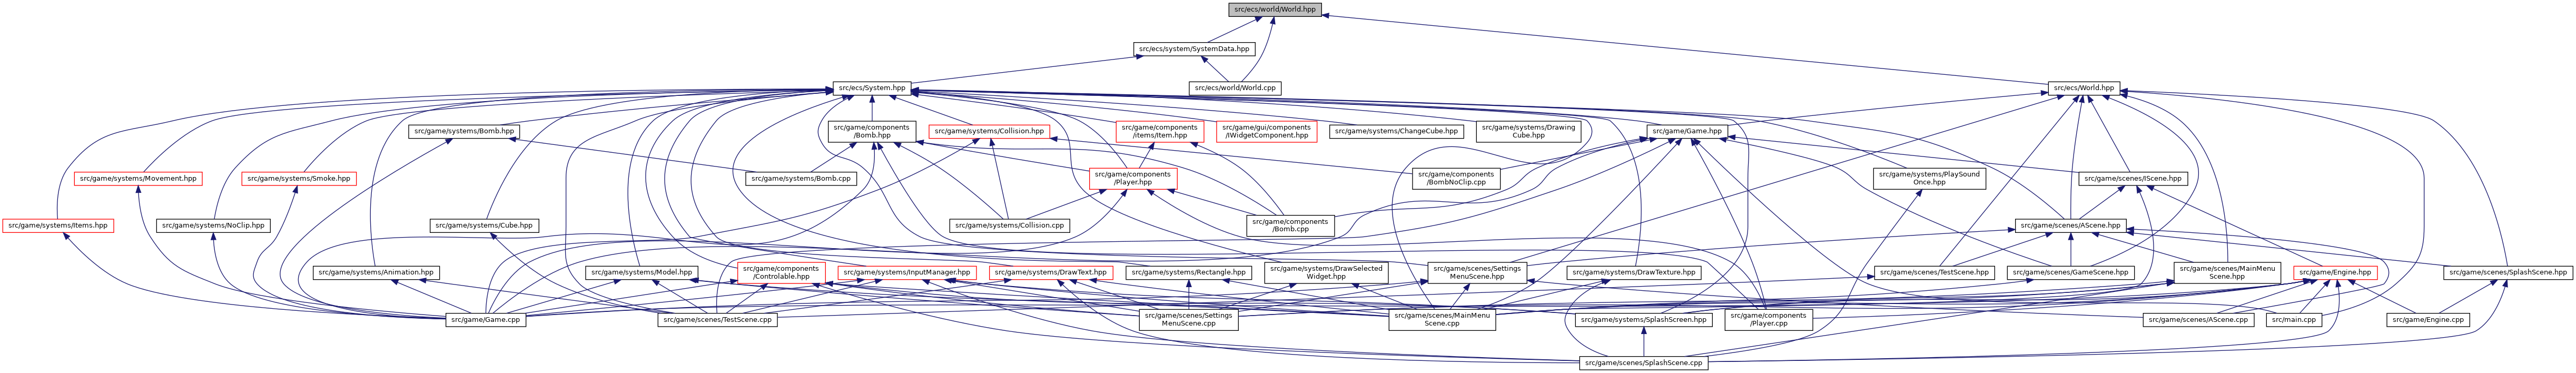 src/ecs/world/World.hpp
src/ecs/system/SystemData.hpp
src/ecs/System.hpp
src/ecs/world/World.cpp
src/ecs/World.hpp
src/game/systems/Bomb.hpp
src/game/components
/Bomb.hpp
src/game/systems/Collision.hpp
src/game/components
/items/Item.hpp
src/game/gui/components
/IWidgetComponent.hpp
src/game/systems/ChangeCube.hpp
src/game/systems/Drawing
Cube.hpp
src/game/Game.hpp
src/game/systems/Movement.hpp
src/game/systems/Smoke.hpp
src/game/systems/Bomb.cpp
src/game/components
/Player.hpp
src/game/components
/BombNoClip.cpp
src/game/systems/PlaySound
Once.hpp
src/game/scenes/IScene.hpp
src/game/systems/Items.hpp
src/game/systems/NoClip.hpp
src/game/systems/Cube.hpp
src/game/systems/Collision.cpp
src/game/components
/Bomb.cpp
src/game/scenes/AScene.hpp
src/game/systems/Animation.hpp
src/game/systems/Model.hpp
src/game/components
/Controlable.hpp
src/game/systems/InputManager.hpp
src/game/systems/DrawText.hpp
src/game/systems/Rectangle.hpp
src/game/systems/DrawSelected
Widget.hpp
src/game/scenes/Settings
MenuScene.hpp
src/game/systems/DrawTexture.hpp
src/game/scenes/TestScene.hpp
src/game/scenes/GameScene.hpp
src/game/scenes/MainMenu
Scene.hpp
src/game/Engine.hpp
src/game/scenes/SplashScene.hpp
src/game/Game.cpp
src/game/scenes/TestScene.cpp
src/game/scenes/Settings
MenuScene.cpp
src/game/scenes/MainMenu
Scene.cpp
src/game/systems/SplashScreen.hpp
src/game/components
/Player.cpp
src/game/scenes/AScene.cpp
src/main.cpp
src/game/Engine.cpp
src/game/scenes/SplashScene.cpp